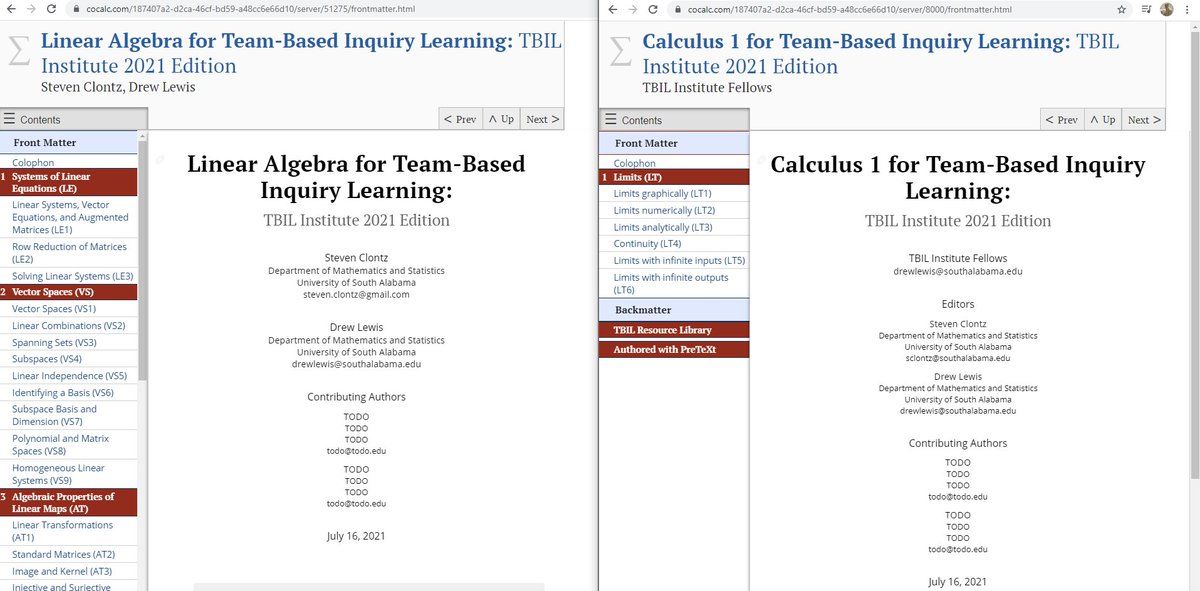 cocalc.com/187407a2-d2ca-46cf-bd59-a48cc6e66d10/server/51275/frontmatter.html
Linear Algebra for Team-Based Inquiry Learning: TBIL
Institute 2021 Edition
Steven Clontz, Drew Lewis
Contents
< Prev
Up
Next >
Front Matter
Colophon
1 Systems of Linear
Equations (LE)
Linear Systems, Vector
Equations, and Augmented
Matrices (LE1)
Row Reduction of Matrices
(LE2)
Solving Linear Systems (LE3)
2 Vector Spaces (VS)
Vector Spaces (VS1)
Linear Combinations (VS2)
Spanning Sets (VS3)
Subspaces (VS4)
Linear Independence (VS5)
Identifying a Basis (VS6)
Subspace Basis and
Dimension (VS7)
Polynomial and Matrix
Spaces (VS8)
Homogeneous Linear
Systems (VS9)
3 Algebraic Properties of
Linear Maps (AT)
Linear Transformations
(AT1)
Standard Matrices (AT2)
Image and Kernel (AT3)
Injective and Surjective
Linear Algebra for Team-Based
Inquiry Learning:
TBIL Institute 2021 Edition
Steven Clontz
Department of Mathematics and Statistics
University of South Alabama
steven.clontz@gmail.com
Drew Lewis
Department of Mathematics and Statistics
University of South Alabama
drewlewis@southalabama.edu
Contributing Authors
TODO
TODO
TODO
todo@todo.edu
TODO
TODO
TODO
todo@todo.edu
July 16, 2021
cocalc.com/187407a2-d2ca-46cf-bd59-a48cc6e66d10/server/8000/frontmatter.html
Calculus 1 for Team-Based Inquiry Learning: TBIL
Institute 2021 Edition
TBIL Institute Fellows
Contents
< Prev
Up
Next >
Front Matter
Colophon
1 Limits (LT)
Limits graphically (LT1)
Limits numerically (LT2)
Limits analytically (LT3)
Continuity (LT4)
Limits with infinite inputs (LT5)
Limits with infinite outputs
(LT6)
Backmatter
TBIL Resource Library
Authored with PreTeXt
Calculus 1 for Team-Based Inquiry
Learning:
TBIL Institute 2021 Edition
TBIL Institute Fellows
drewlewis@southalabama.edu
Editors
Steven Clontz
Department of Mathematics and Statistics
University of South Alabama
sclontz@southalabama.edu
Drew Lewis
Department of Mathematics and Statistics
University of South Alabama
drewlewis@southalabama.edu
Contributing Authors
TODO
TODO
TODO
todo@todo.edu
TODO
TODO
TODO
todo@todo.edu
July 16, 2021